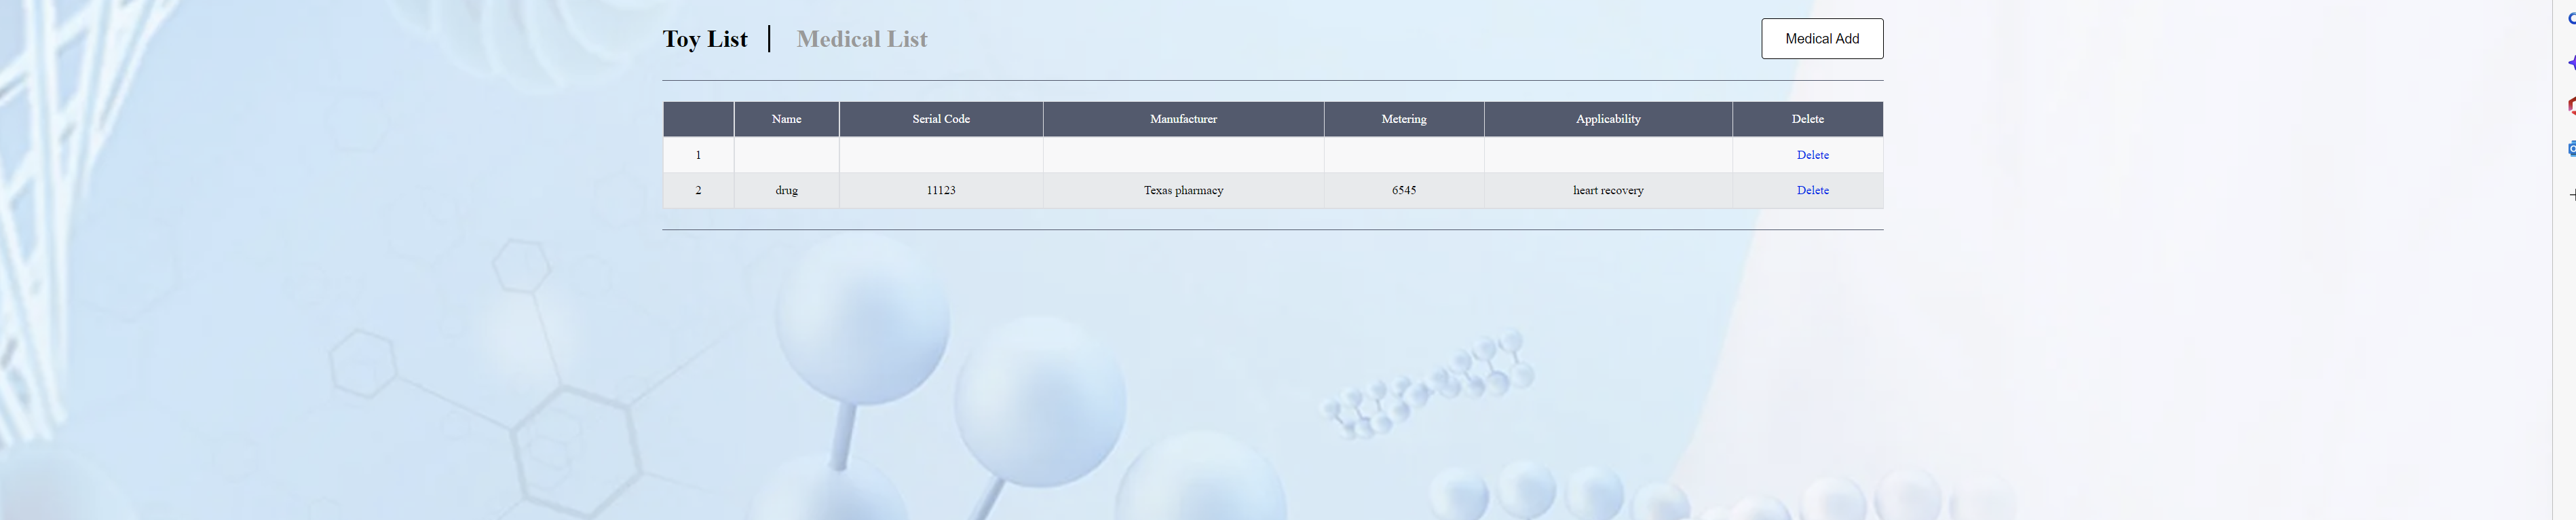 Toy List | Medical List
Medical Add
Name Serial Code Manufacturer Metering Applicability Delete
1 Delete
2 drug 11123 Texas pharmacy 6545 heart recovery Delete